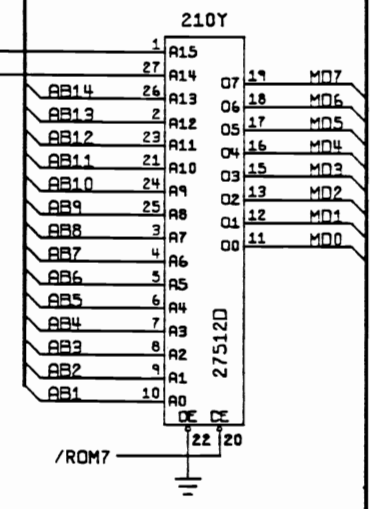 210Y
1 A15
27 A14
AB14 26 A13 O7 19 MD7
AB13 2 A12 O6 18 MD6
AB12 23 A11 O5 17 MD5
AB11 21 A10 O4 16 MD4
AB10 24 A9 O3 15 MD3
AB9 25 A8 O2 13 MD2
AB8 3 A7 O1 12 MD1
AB7 4 A6 O0 11 MD0
AB6 5 A5
AB5 6 A4
AB4 7 A3
AB3 8 A2
AB2 9 A1
AB1 10 A0
27512D
OE CE
22 20
/ROM7